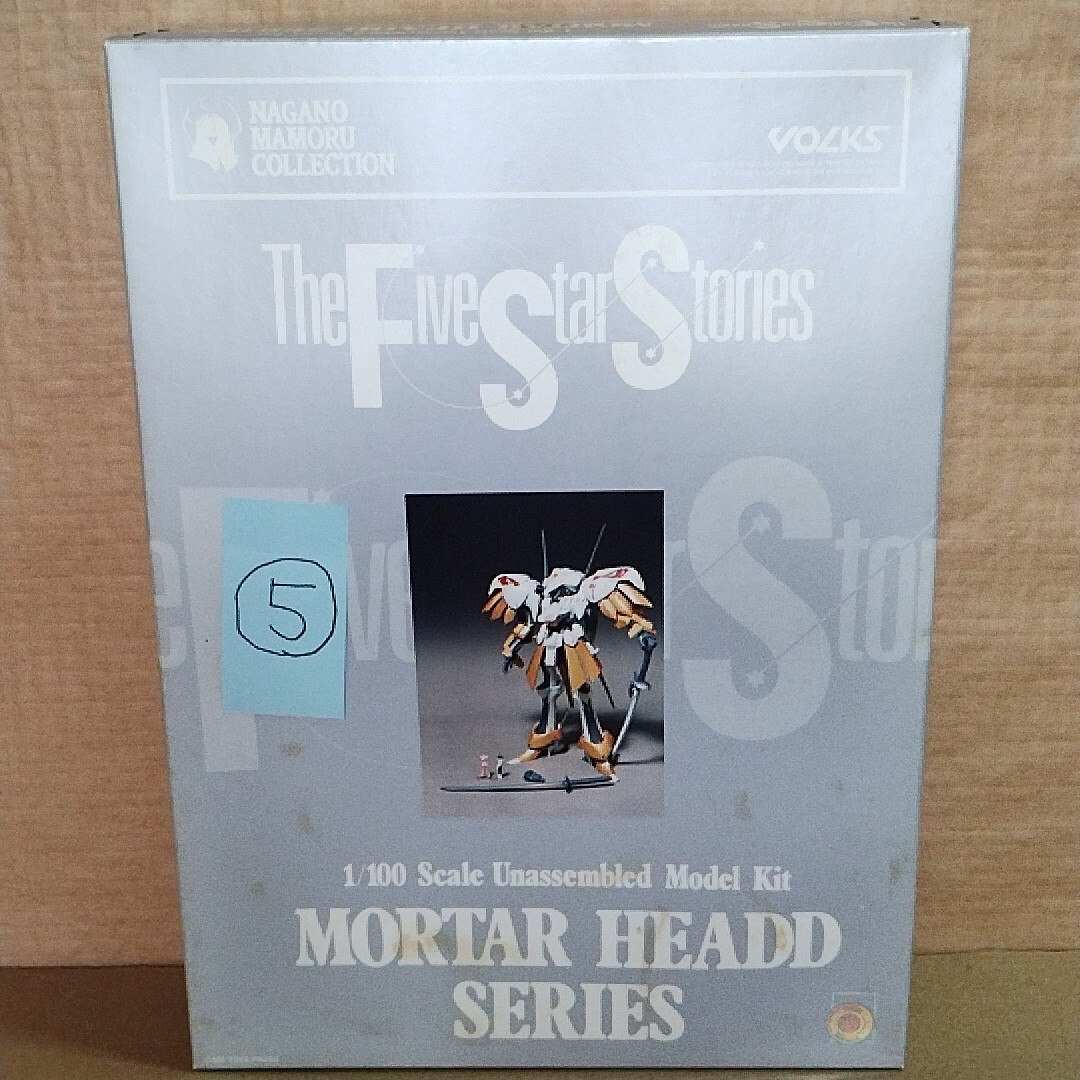 NAGANO
MAMORU
COLLECTION
VOLKS
The Five Star Stories
5
1/100 Scale Unassembled Model Kit
MORTAR HEADD
SERIES